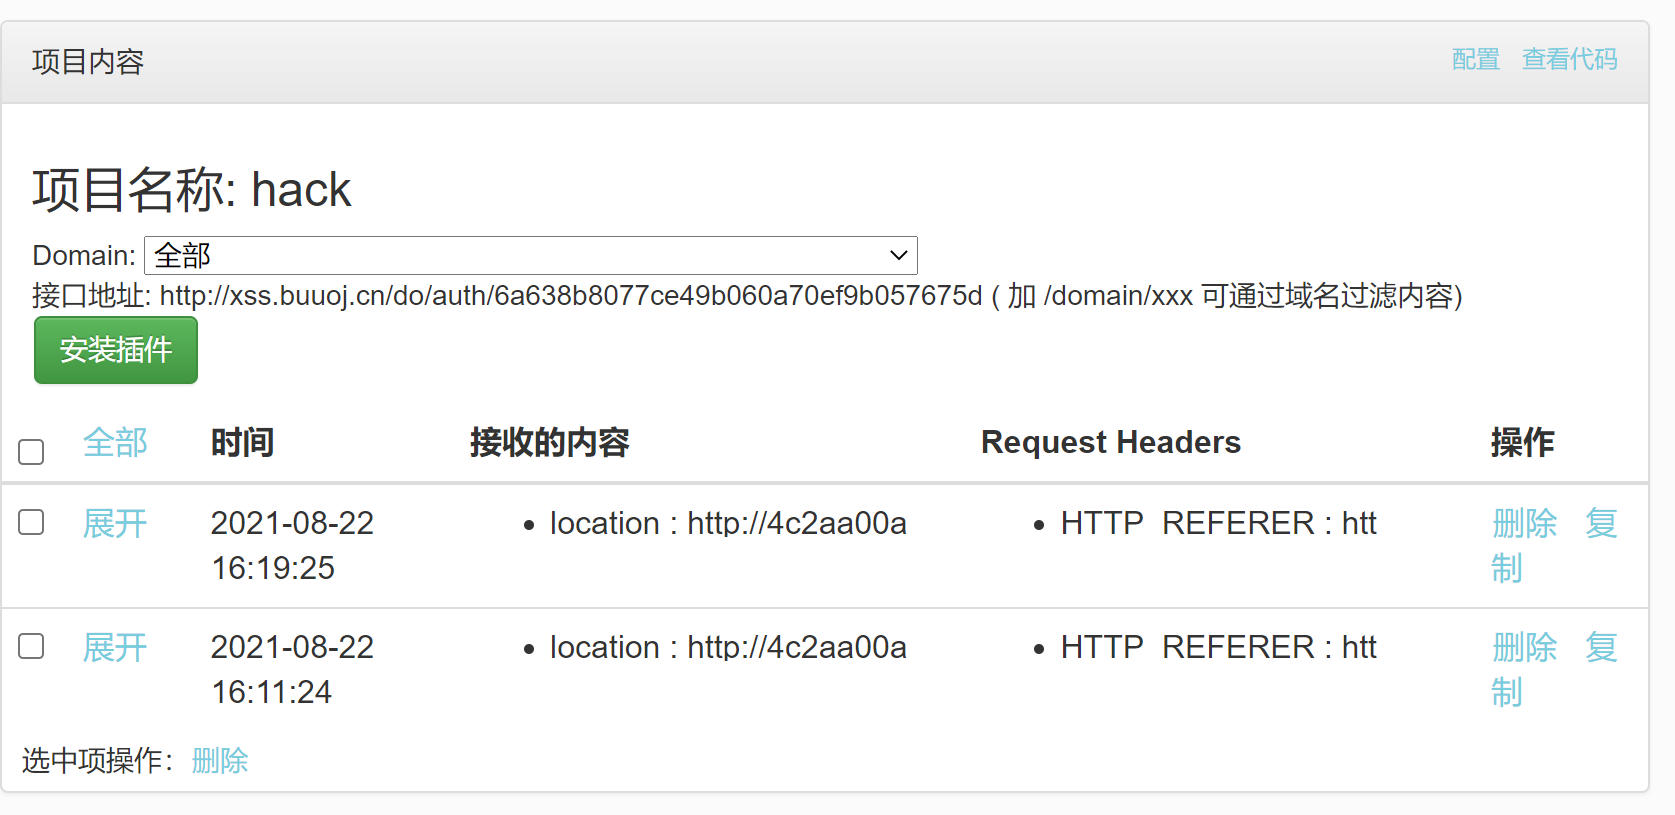 项目内容 配置 查看代码
项目名称: hack
Domain: 全部
接口地址: http://xss.buuoj.cn/do/auth/6a638b8077ce49b060a70ef9b057675d ( 加 /domain/xxx 可通过域名过滤内容)
安装插件
全部 时间 接收的内容 Request Headers 操作
展开 2021-08-22 • location : http://4c2aa00a • HTTP REFERER : htt 删除 复
16:19:25 制
展开 2021-08-22 • location : http://4c2aa00a • HTTP REFERER : htt 删除 复
16:11:24 制
选中项操作： 删除